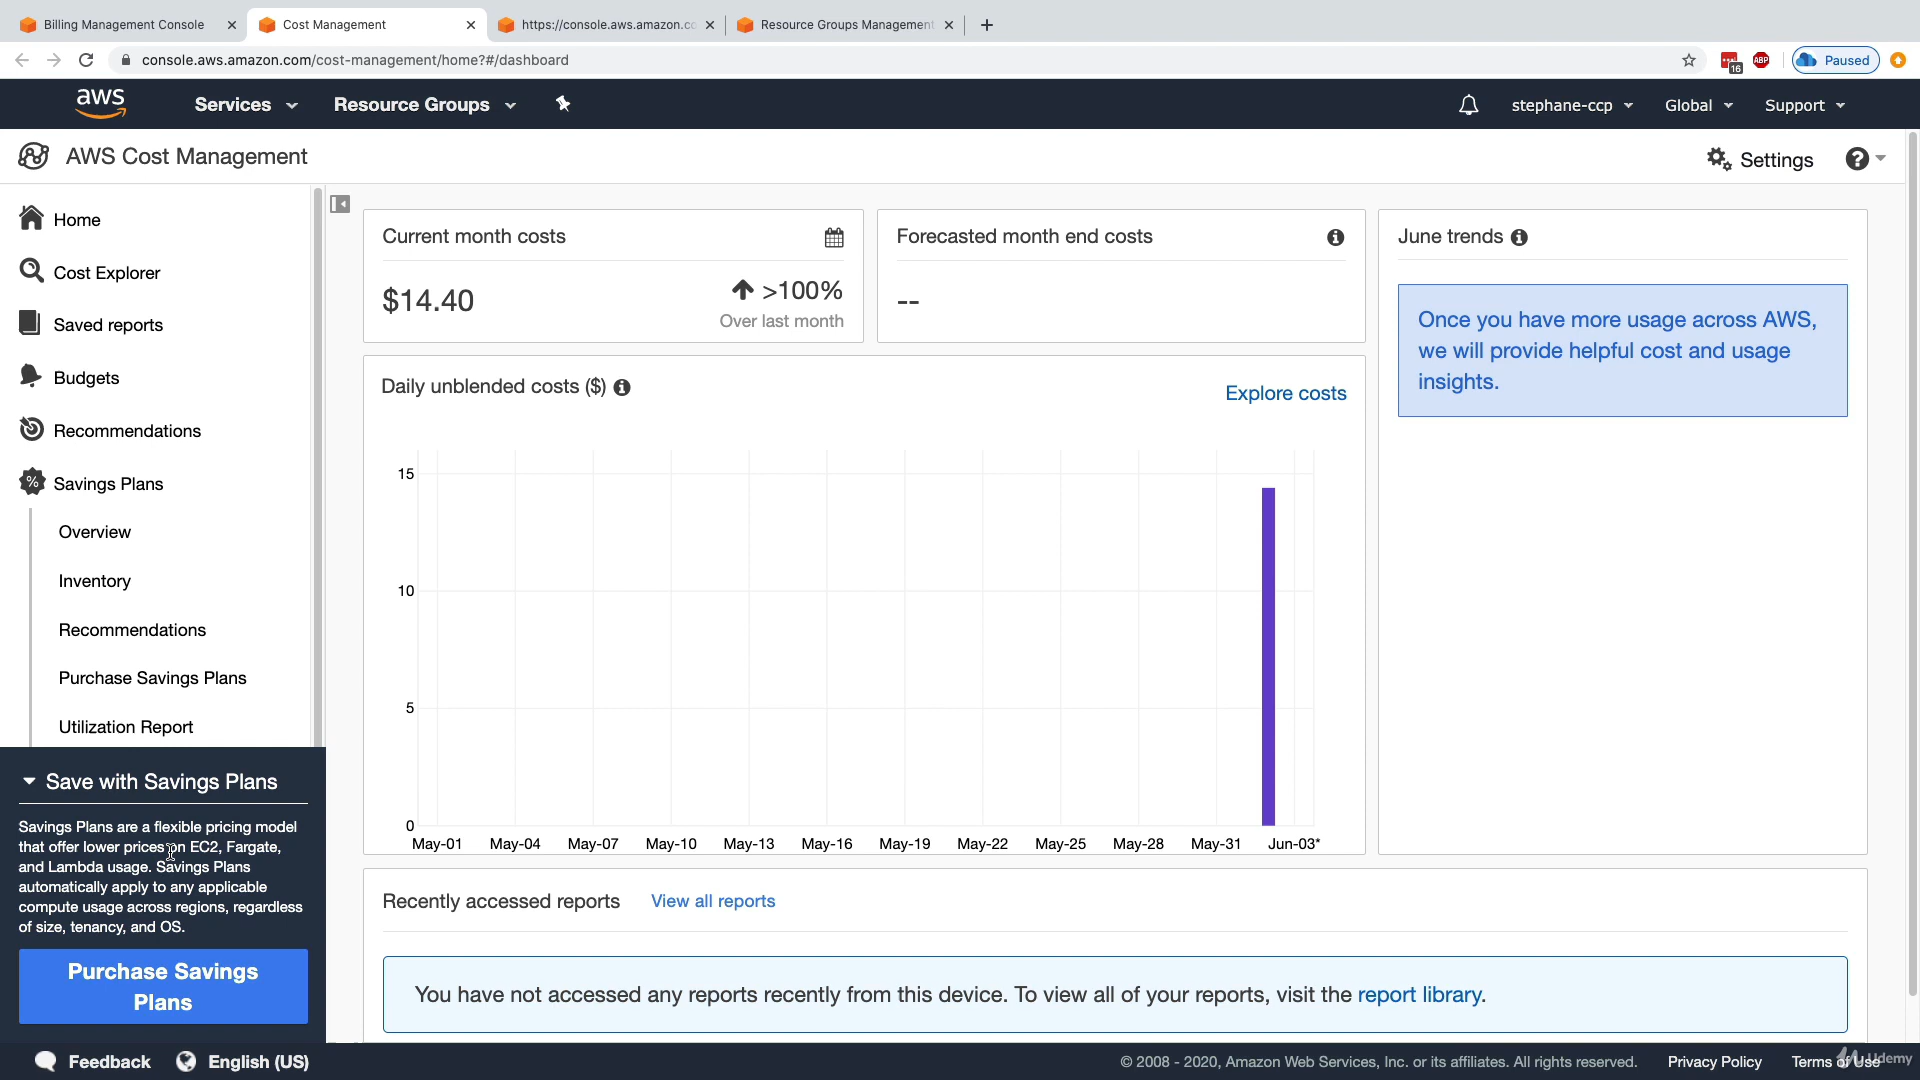 Billing Management Console
Cost Management
https://console.aws.amazon.co
Resource Groups Management
console.aws.amazon.com/cost-management/home?#/dashboard
16
ABP
Paused
aws
Services
Resource Groups
stephane-ccp
Global
Support
AWS Cost Management
Settings
Home
Cost Explorer
Saved reports
Budgets
Recommendations
Savings Plans
Overview
Inventory
Recommendations
Purchase Savings Plans
Utilization Report
Save with Savings Plans
Savings Plans are a flexible pricing model
that offer lower prices on EC2, Fargate,
and Lambda usage. Savings Plans
automatically apply to any applicable
compute usage across regions, regardless
of size, tenancy, and OS.
Purchase Savings
Plans
Current month costs
$14.40
>100%
Over last month
Forecasted month end costs
--
June trends
Once you have more usage across AWS,
we will provide helpful cost and usage
insights.
Daily unblended costs ($)
Explore costs
15
10
5
0
May-01 May-04 May-07 May-10 May-13 May-16 May-19 May-22 May-25 May-28 May-31 Jun-03*
Recently accessed reports
View all reports
You have not accessed any reports recently from this device. To view all of your reports, visit the report library.
Feedback
English (US)
© 2008 - 2020, Amazon Web Services, Inc. or its affiliates. All rights reserved.
Privacy Policy
Terms of Use
Udemy